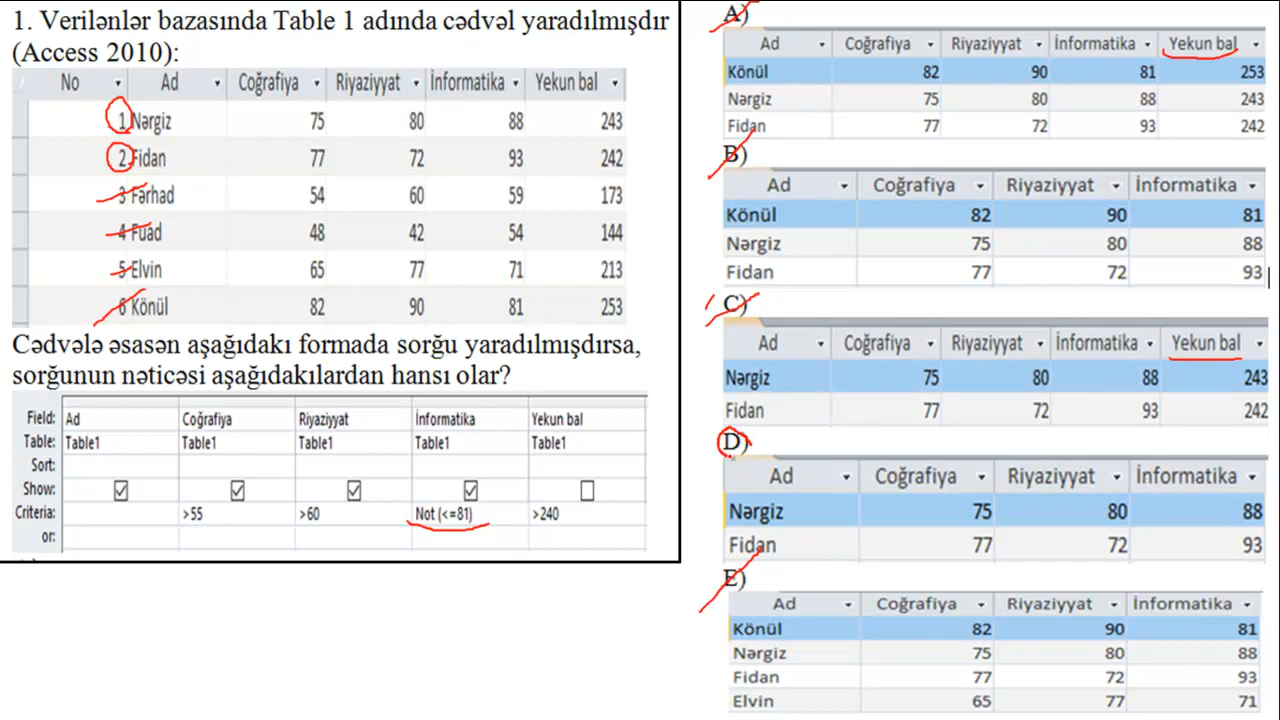 1. Verilənlər bazasında Table 1 adında cədvəl yaradılmışdır
(Access 2010):
No Ad Coğrafiya Riyaziyyat İnformatika Yekun bal
1 Nərgiz 75 80 88 243
2 Fidan 77 72 93 242
3 Fərhad 54 60 59 173
4 Fuad 48 42 54 144
5 Elvin 65 77 71 213
6 Könül 82 90 81 253
Cədvələ əsasən aşağıdakı formada sorğu yaradılmışdırsa,
sorğunun nəticəsi aşağıdakılardan hansı olar?
Field: Ad Coğrafiya Riyaziyyat İnformatika Yekun bal
Table: Table1 Table1 Table1 Table1 Table1
Sort:
Show:
Criteria: >55 >60 Not (<=81) >240
or:
A)
Ad Coğrafiya Riyaziyyat İnformatika Yekun bal
Könül 82 90 81 253
Nərgiz 75 80 88 243
Fidan 77 72 93 242
B)
Ad Coğrafiya Riyaziyyat İnformatika
Könül 82 90 81
Nərgiz 75 80 88
Fidan 77 72 93
C)
Ad Coğrafiya Riyaziyyat İnformatika Yekun bal
Nərgiz 75 80 88 243
Fidan 77 72 93 242
D)
Ad Coğrafiya Riyaziyyat İnformatika
Nərgiz 75 80 88
Fidan 77 72 93
E)
Ad Coğrafiya Riyaziyyat İnformatika
Könül 82 90 81
Nərgiz 75 80 88
Fidan 77 72 93
Elvin 65 77 71